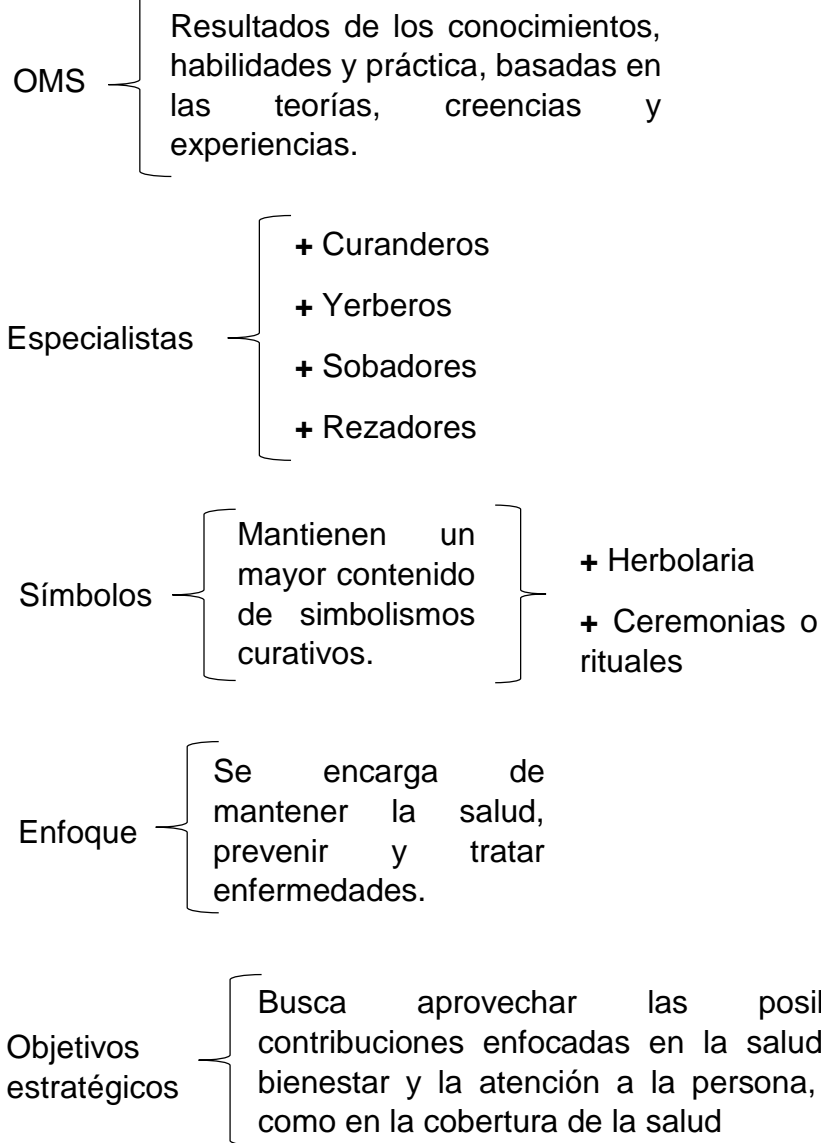 Resultados de los conocimientos,
habilidades y práctica, basadas en
OMS
las teorías, creencias y
experiencias.
+ Curanderos
+ Yerberos
Especialistas
+ Sobadores
+ Rezadores
Símbolos
Mantienen un
mayor contenido
de simbolismos
curativos.
+ Herbolaria
+ Ceremonias o
rituales
Enfoque
Se encarga de
mantener la salud,
prevenir y tratar
enfermedades.
Objetivos
estratégicos
Busca aprovechar las
contribuciones enfocadas en la salud
bienestar y la atención a la persona,
como en la cobertura de la salud